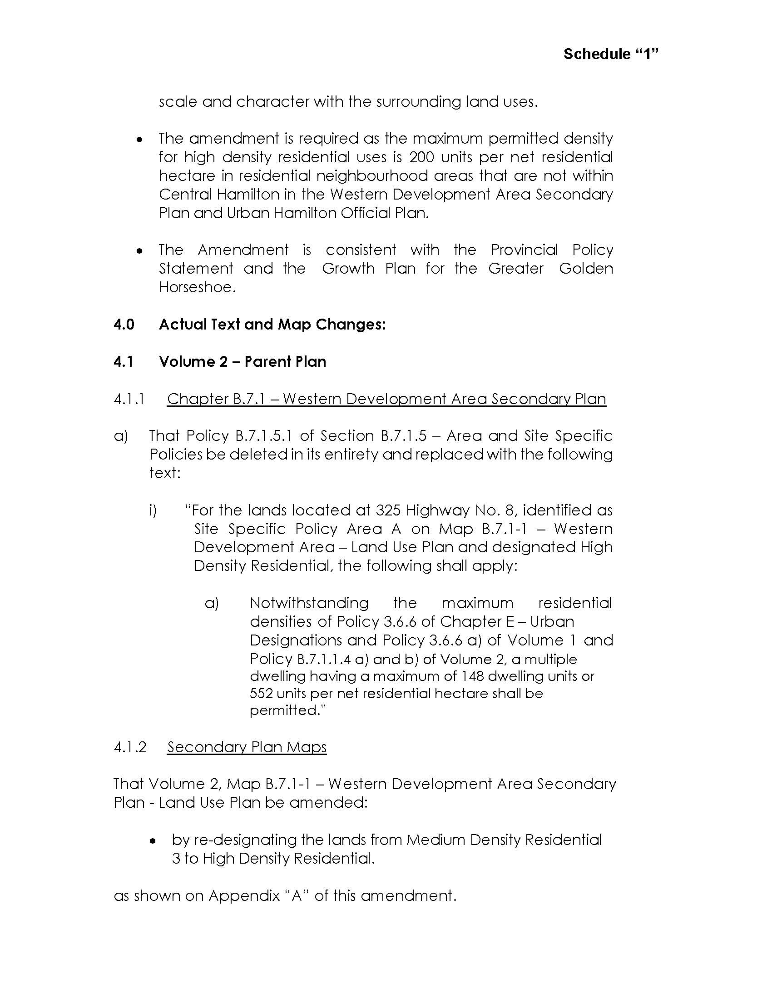 Schedule “1”
scale and character with the surrounding land uses.
• The amendment is required as the maximum permitted density
for high density residential uses is 200 units per net residential
hectare in residential neighbourhood areas that are not within
Central Hamilton in the Western Development Area Secondary
Plan and Urban Hamilton Official Plan.
• The Amendment is consistent with the Provincial Policy
Statement and the Growth Plan for the Greater Golden
Horseshoe.
4.0 Actual Text and Map Changes:
4.1 Volume 2 – Parent Plan
4.1.1 Chapter B.7.1 – Western Development Area Secondary Plan
a) That Policy B.7.1.5.1 of Section B.7.1.5 – Area and Site Specific
Policies be deleted in its entirety and replaced with the following
text:
i) “For the lands located at 325 Highway No. 8, identified as
Site Specific Policy Area A on Map B.7.1-1 – Western
Development Area – Land Use Plan and designated High
Density Residential, the following shall apply:
a) Notwithstanding the maximum residential
densities of Policy 3.6.6 of Chapter E – Urban
Designations and Policy 3.6.6 a) of Volume 1 and
Policy B.7.1.1.4 a) and b) of Volume 2, a multiple
dwelling having a maximum of 148 dwelling units or
552 units per net residential hectare shall be
permitted.”
4.1.2 Secondary Plan Maps
That Volume 2, Map B.7.1-1 – Western Development Area Secondary
Plan - Land Use Plan be amended:
• by re-designating the lands from Medium Density Residential
3 to High Density Residential.
as shown on Appendix “A” of this amendment.